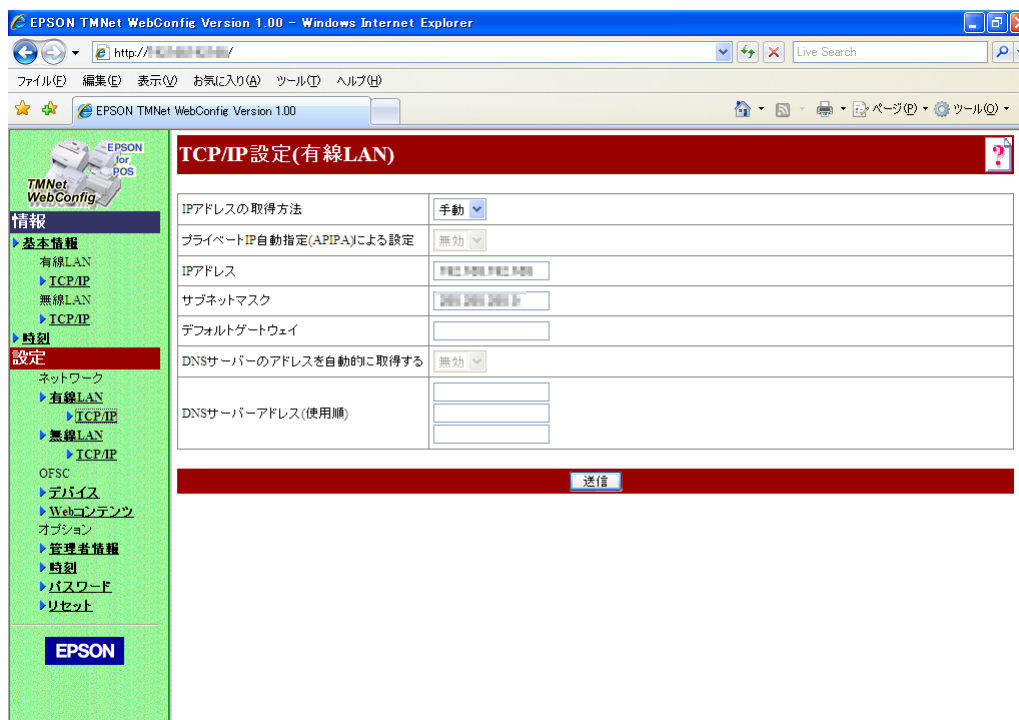 EPSON TMNet WebConfig Version 1.00 - Windows Internet Explorer
http://
Live Search
ファイル(F) 編集(E) 表示(V) お気に入り(A) ツール(T) ヘルプ(H)
EPSON TMNet WebConfig Version 1.00
ページ(P) ツール(O)
EPSON
for
POS
TMNet
WebConfig
情報
基本情報
有線LAN
TCP/IP
無線LAN
TCP/IP
時刻
設定
ネットワーク
有線LAN
TCP/IP
無線LAN
TCP/IP
OFSC
デバイス
Webコンテンツ
オプション
管理者情報
時刻
パスワード
リセット
EPSON
TCP/IP設定(有線LAN)
?
IPアドレスの取得方法 手動
プライベートIP自動指定(APIPA)による設定 無効
IPアドレス
サブネットマスク
デフォルトゲートウェイ
DNSサーバーのアドレスを自動的に取得する 無効
DNSサーバーアドレス(使用順)
送信